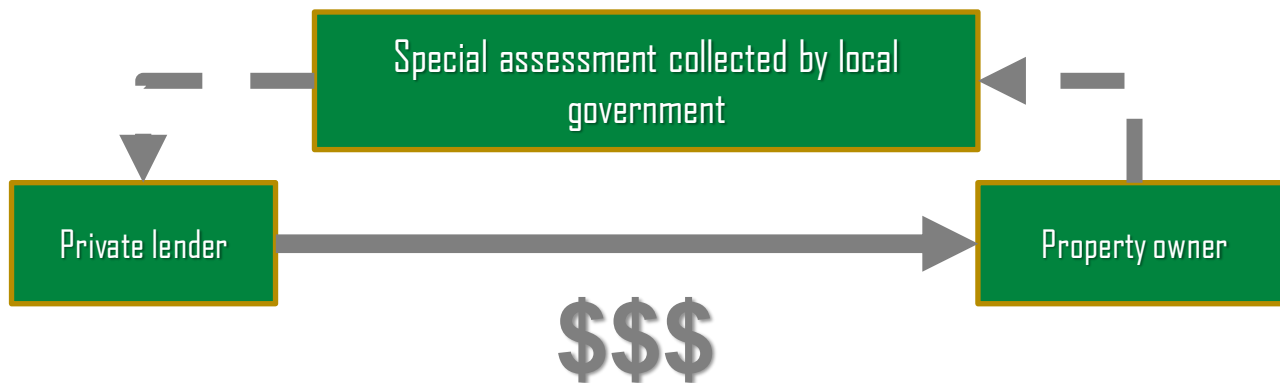 Special assessment collected by local
government
Private lender
Property owner
$$$